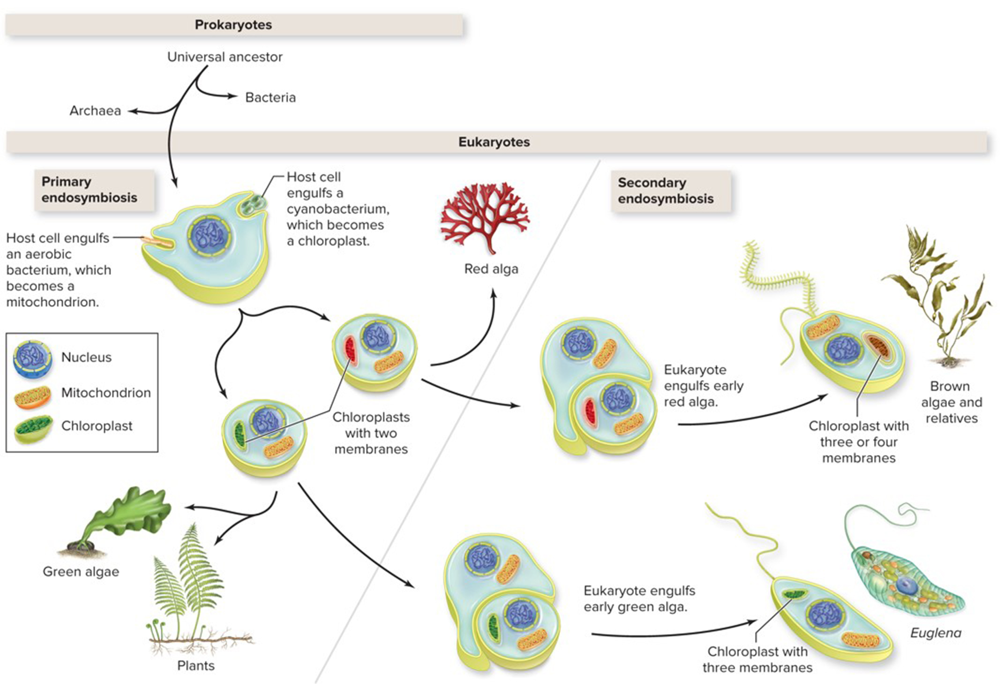 Prokaryotes
Universal ancestor
Bacteria
Archaea
Eukaryotes
Primary
endosymbiosis
Host cell
engulfs a
cyanobacterium,
which becomes
a chloroplast.
Host cell engulfs
an aerobic
bacterium, which
becomes a
mitochondrion.
Red alga
Nucleus
Mitochondrion
Chloroplast
Chloroplasts
with two
membranes
Green algae
Plants
Secondary
endosymbiosis
Eukaryote
engulfs early
red alga.
Brown
algae and
relatives
Chloroplast with
three or four
membranes
Eukaryote engulfs
early green alga.
Euglena
Chloroplast with
three membranes